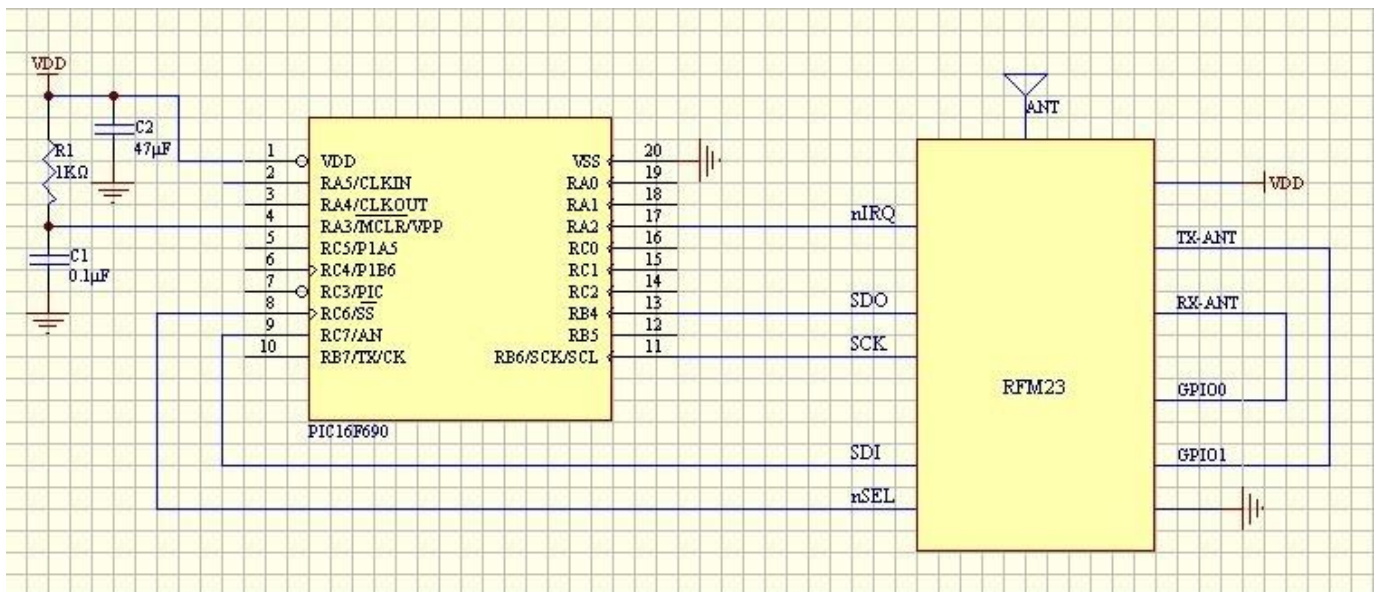 VDD
C2
47µF
R1
1KΩ
C1
0.1µF
1 VDD
2 RA5/CLKIN
3 RA4/CLKOUT
4 RA3/MCLR/VPP
5 RC5/P1A5
6 RC4/P1B6
7 RC3/PIC
8 RC6/SS
9 RC7/AN
10 RB7/TX/CK
VSS 20
RA0 19
RA1 18
RA2 17
RC0 16
RC1 15
RC2 14
RB4 13
RB5 12
RB6/SCK/SCL 11
PIC16F690
nIRQ
SDO
SCK
SDI
nSEL
ANT
RFM23
VDD
TX-ANT
RX-ANT
GPIO0
GPIO1